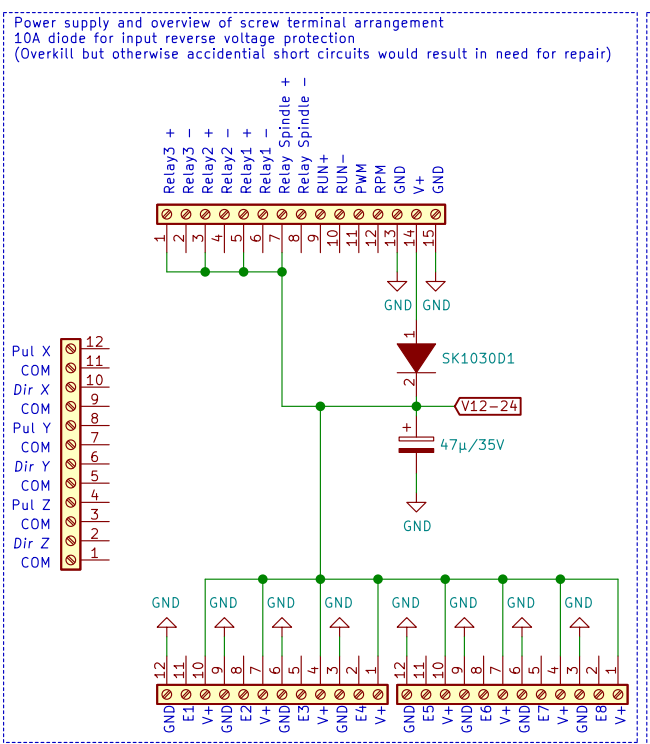 Power supply and overview of screw terminal arrangement
10A diode for input reverse voltage protection
(Overkill but otherwise accidential short circuits would result in need for repair)
Relay3 +
Relay3 -
Relay2 +
Relay2 -
Relay1 +
Relay1 -
Relay Spindle +
Relay Spindle -
RUN+
RUN-
PWM
RPM
GND
V+
GND
1 2 3 4 5 6 7 8 9 10 11 12 13 14 15
GND GND
1
SK1030D1
2
V12-24
+
47µ/35V
GND
Pul X 12
COM 11
Dir X 10
COM 9
Pul Y 8
COM 7
Dir Y 6
COM 5
Pul Z 4
COM 3
Dir Z 2
COM 1
GND GND GND GND GND GND GND GND
12 11 10 9 8 7 6 5 4 3 2 1 12 11 10 9 8 7 6 5 4 3 2 1
GND E1 V+ GND E2 V+ GND E3 V+ GND E4 V+ GND E5 V+ GND E6 V+ GND E7 V+ GND E8 V+